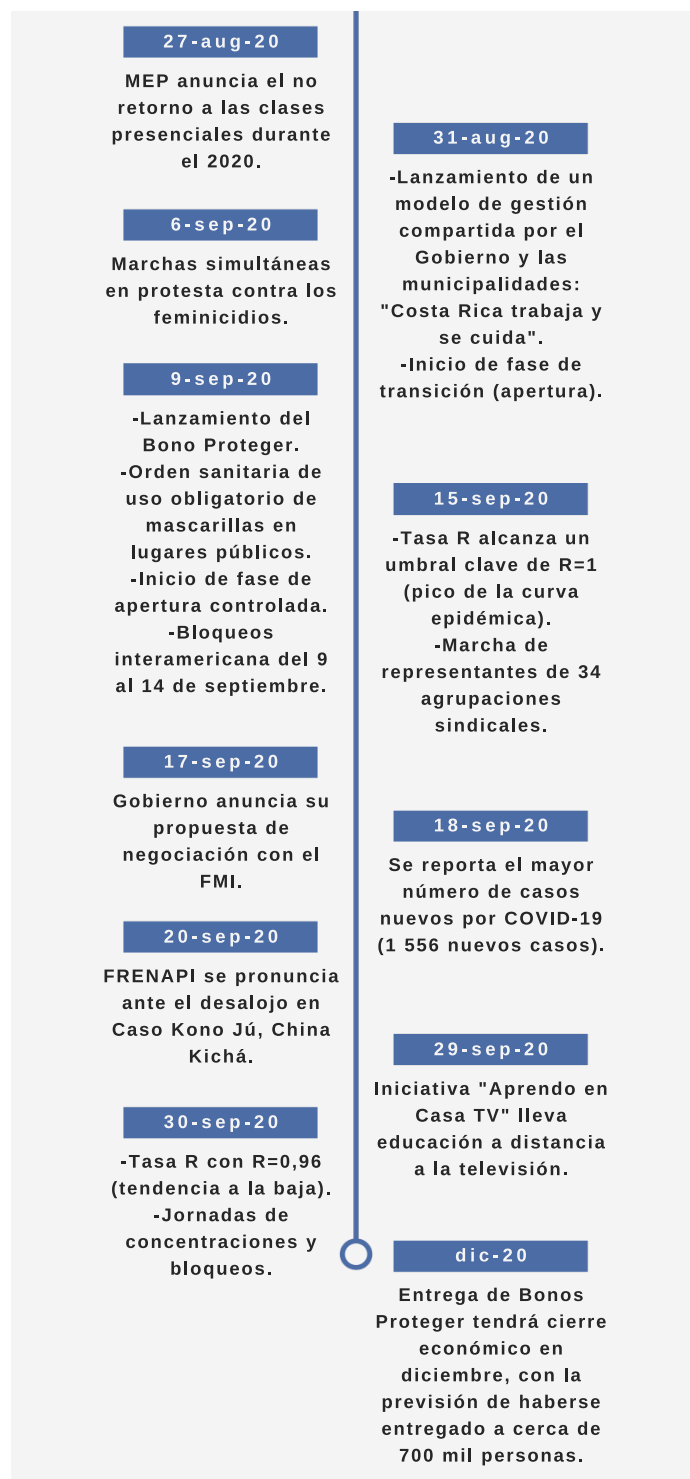 27-aug-20
MEP anuncia el no
retorno a las clases
presenciales durante
el 2020.
31-aug-20
-Lanzamiento de un
modelo de gestión
compartida por el
Gobierno y las
municipalidades:
"Costa Rica trabaja y
se cuida".
-Inicio de fase de
transición (apertura).
6-sep-20
Marchas simultáneas
en protesta contra los
feminicidios.
9-sep-20
-Lanzamiento del
Bono Proteger.
-Orden sanitaria de
uso obligatorio de
mascarillas en
lugares públicos.
-Inicio de fase de
apertura controlada.
-Bloqueos
interamericana del 9
al 14 de septiembre.
15-sep-20
-Tasa R alcanza un
umbral clave de R=1
(pico de la curva
epidémica).
-Marcha de
representantes de 34
agrupaciones
sindicales.
17-sep-20
Gobierno anuncia su
propuesta de
negociación con el
FMI.
18-sep-20
Se reporta el mayor
número de casos
nuevos por COVID-19
(1 556 nuevos casos).
20-sep-20
FRENAPI se pronuncia
ante el desalojo en
Caso Kono Jú, China
Kichá.
29-sep-20
Iniciativa "Aprendo en
Casa TV" lleva
educación a distancia
a la televisión.
30-sep-20
-Tasa R con R=0,96
(tendencia a la baja).
-Jornadas de
concentraciones y
bloqueos.
dic-20
Entrega de Bonos
Proteger tendrá cierre
económico en
diciembre, con la
previsión de haberse
entregado a cerca de
700 mil personas.